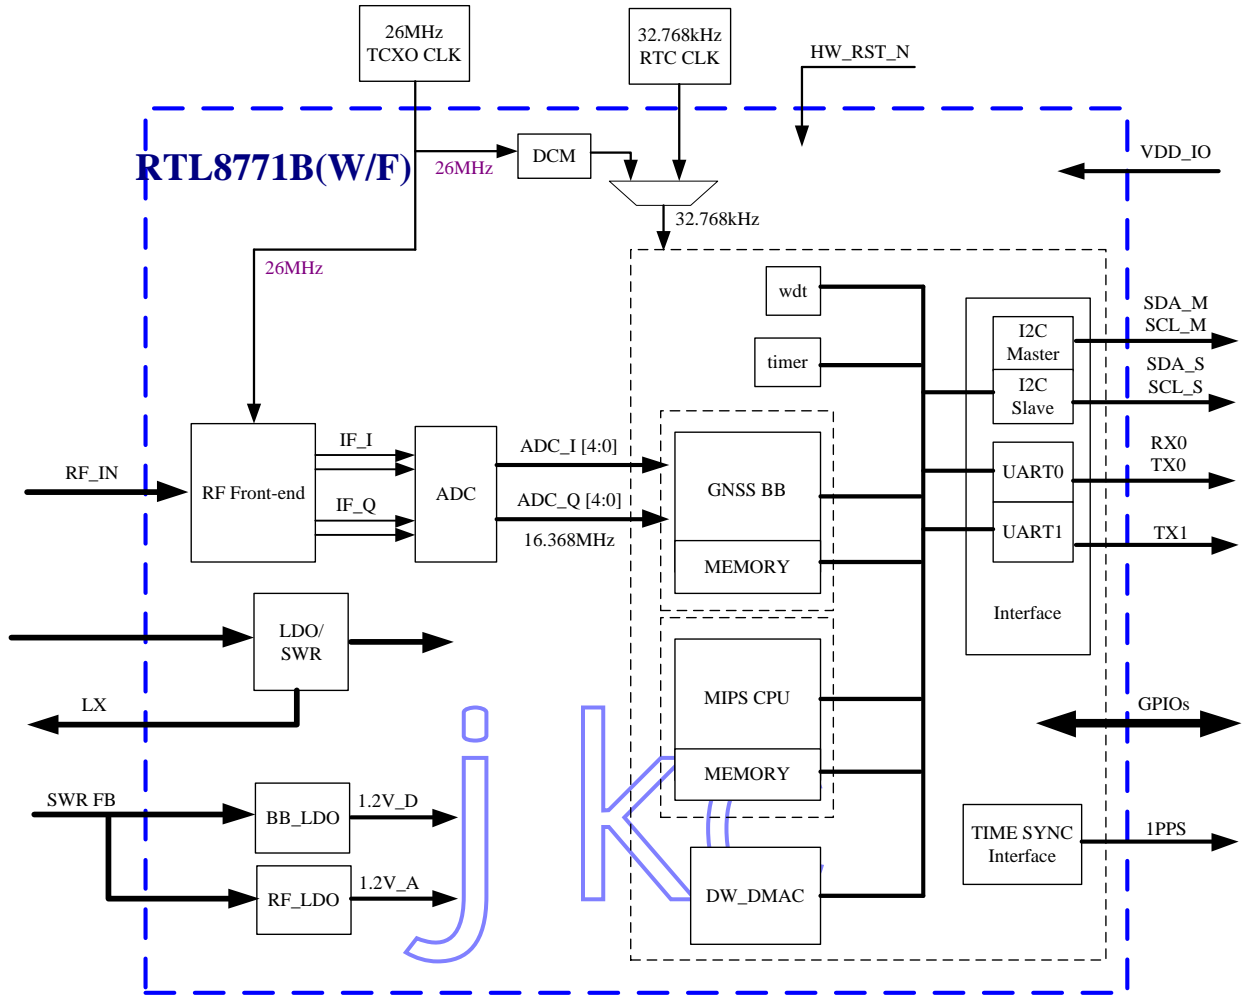 26MHz
TCXO CLK
32.768kHz
RTC CLK
HW_RST_N
RTL8771B(W/F)
26MHz
DCM
VDD_IO
32.768kHz
26MHz
wdt
timer
I2C
Master
I2C
Slave
SDA_M
SCL_M
SDA_S
SCL_S
RF_IN
RF Front-end
IF_I
IF_Q
ADC
ADC_I [4:0]
ADC_Q [4:0]
16.368MHz
GNSS BB
MEMORY
UART0
UART1
RX0
TX0
TX1
Interface
LDO/
SWR
LX
MIPS CPU
MEMORY
GPIOs
SWR FB
BB_LDO
1.2V_D
RF_LDO
1.2V_A
DW_DMAC
TIME SYNC
Interface
1PPS
j k